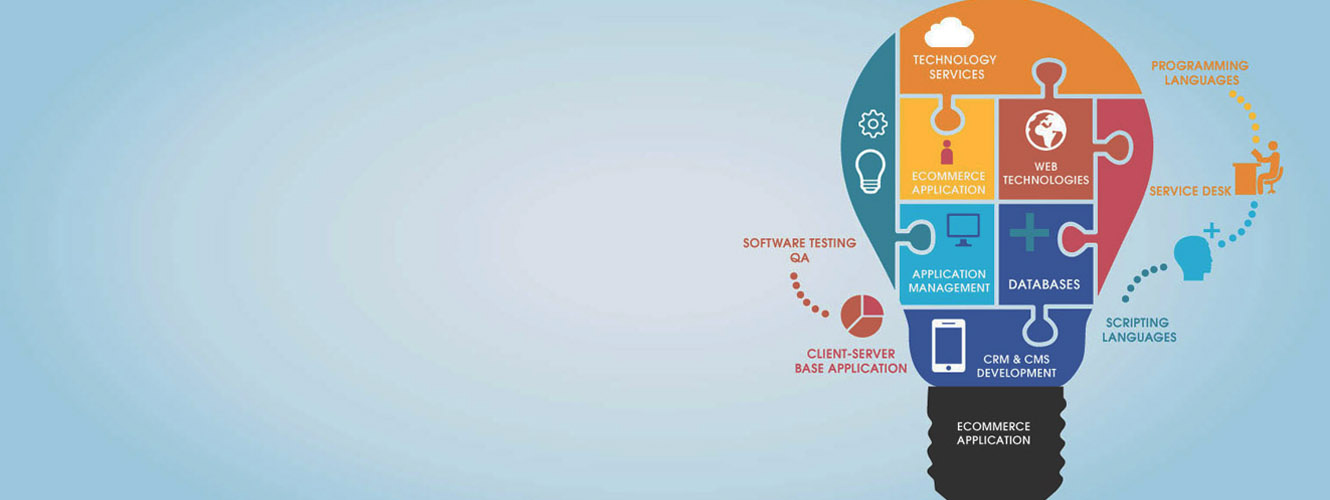 TECHNOLOGY
SERVICES
PROGRAMMING
LANGUAGES
ECOMMERCE
APPLICATION
WEB
TECHNOLOGIES
SERVICE DESK
SOFTWARE TESTING
QA
APPLICATION
MANAGEMENT
DATABASES
SCRIPTING
LANGUAGES
CLIENT-SERVER
BASE APPLICATION
CRM & CMS
DEVELOPMENT
ECOMMERCE
APPLICATION